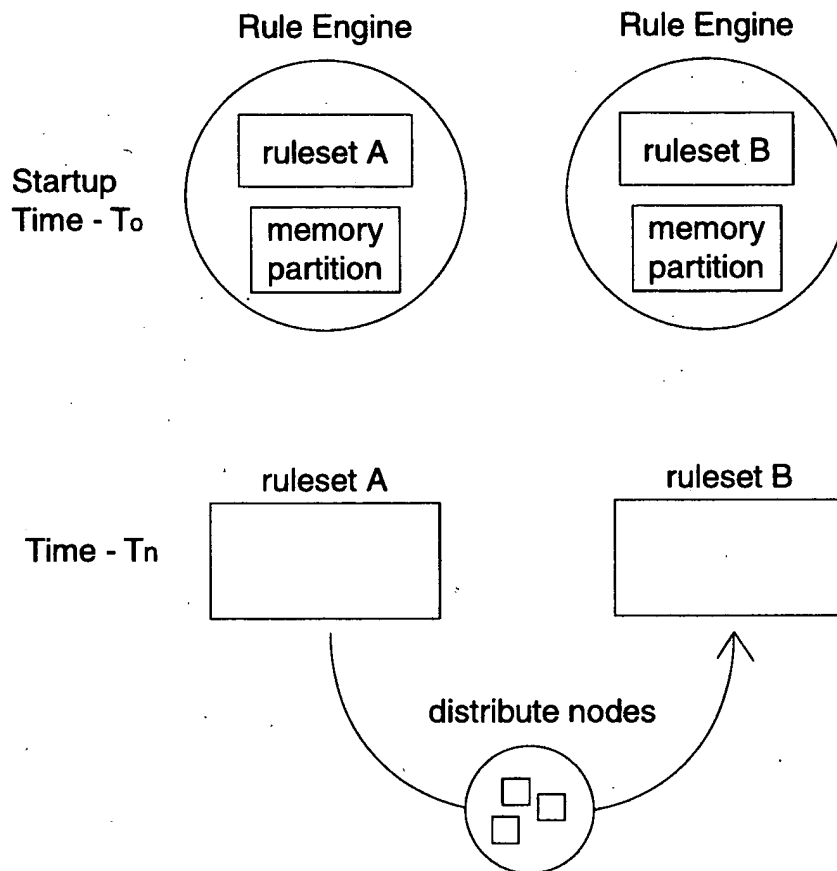 Rule Engine
Rule Engine
ruleset A
ruleset B
Startup
Time - To
memory
partition
memory
partition
ruleset A
ruleset B
Time - Tn
distribute nodes